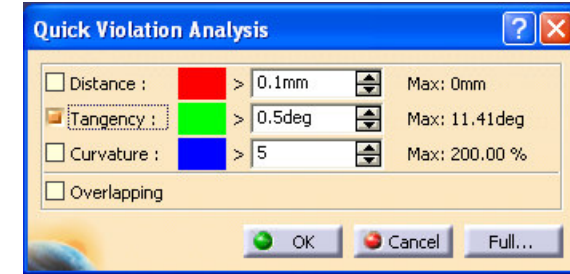 Quick Violation Analysis
Distance : > 0.1mm Max: 0mm
Tangency : > 0.5deg Max: 11.41deg
Curvature : > 5 Max: 200.00 %
Overlapping
OK Cancel Full...